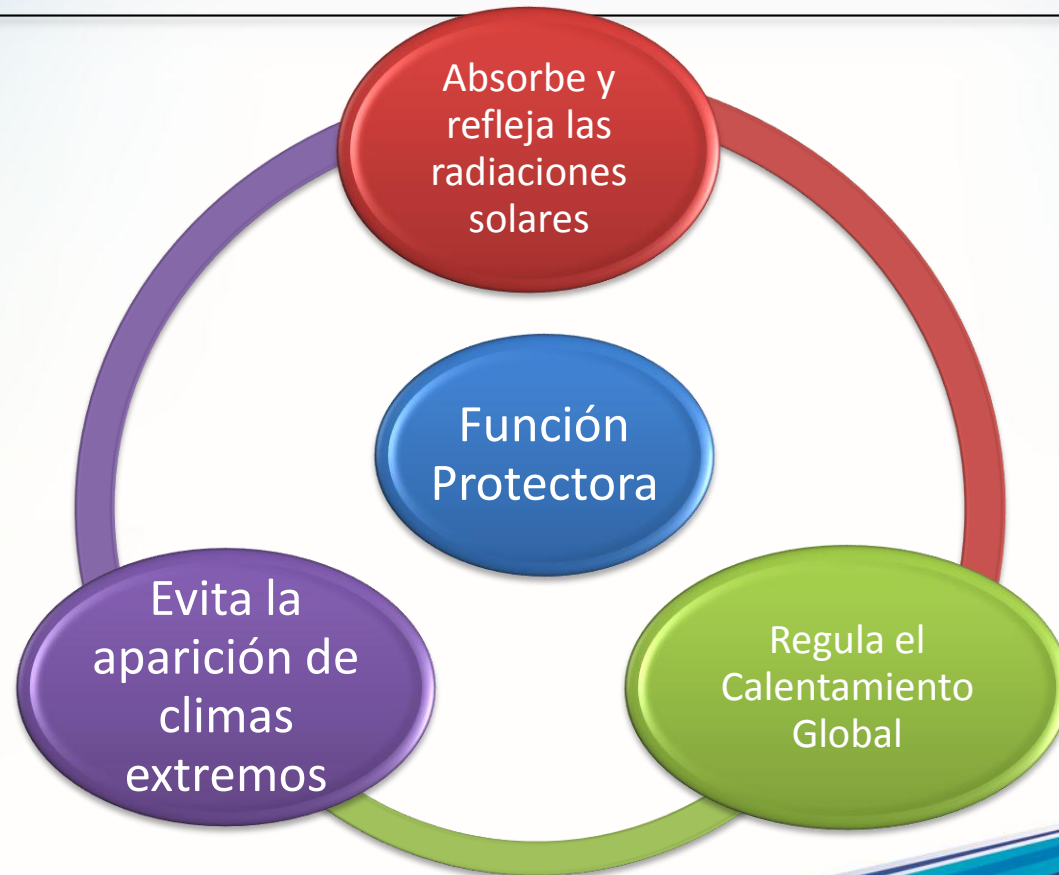 Absorbe y
refleja las
radiaciones
solares
Función
Protectora
Evita la
aparición de
climas
extremos
Regula el
Calentamiento
Global